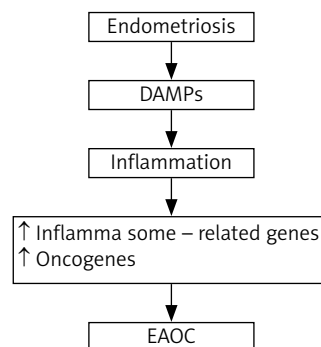 Endometriosis
DAMPs
Inflammation
↑ Inflamma some – related genes
↑ Oncogenes
EAOC